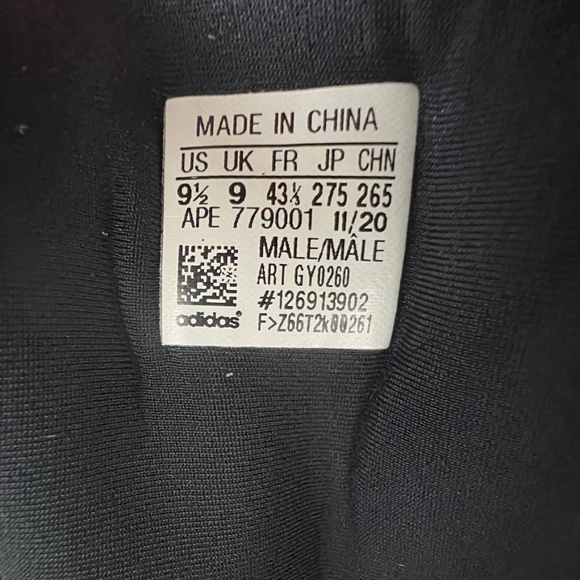 MADE IN CHINA
US UK FR JP CHN
9½ 9 43⅓ 275 265
APE 779001 11/20
MALE/MÂLE
ART GY0260
#126913902
adidas®